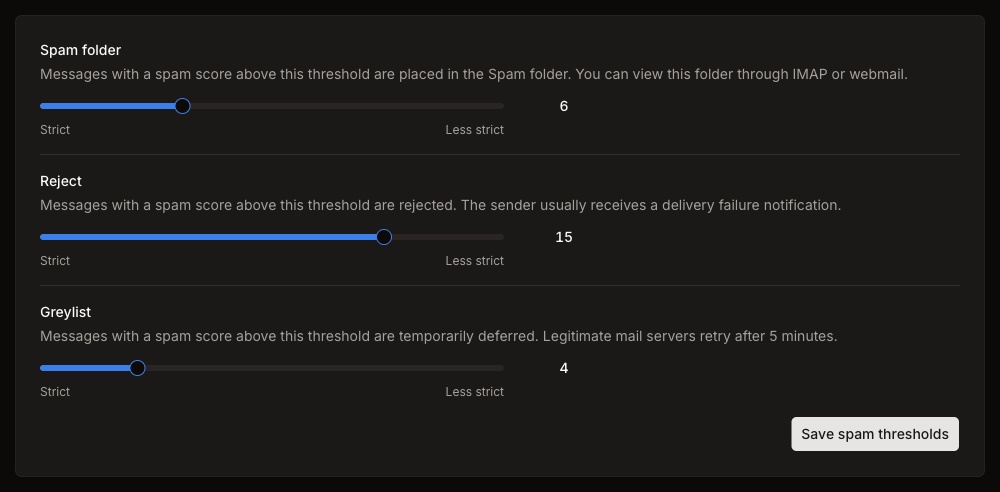 Spam folder
Messages with a spam score above this threshold are placed in the Spam folder. You can view this folder through IMAP or webmail.
6
Strict Less strict
Reject
Messages with a spam score above this threshold are rejected. The sender usually receives a delivery failure notification.
15
Strict Less strict
Greylist
Messages with a spam score above this threshold are temporarily deferred. Legitimate mail servers retry after 5 minutes.
4
Strict Less strict
Save spam thresholds